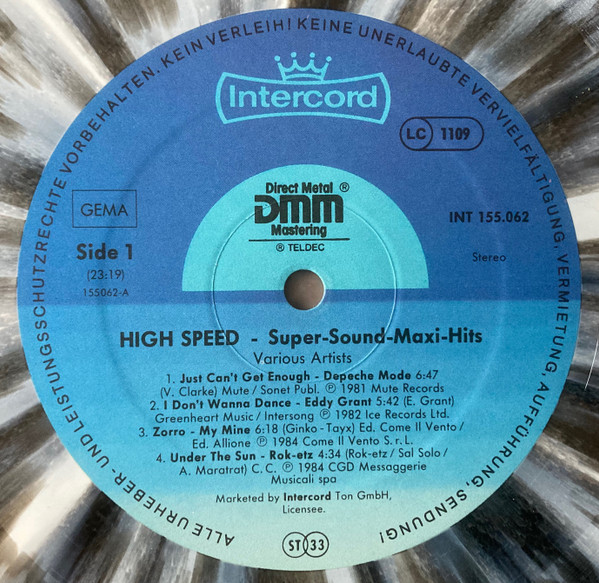 ALLE URHEBER- UND LEISTUNGSSCHUTZRECHTE VORBEHALTEN. KEIN VERLEIH! KEINE UNERLAUBTE VERVIELFÄLTIGUNG, VERMIETUNG, AUFFÜHRUNG, SENDUNG!
Intercord
LC 1109
Direct Metal ®
DMM
Mastering
® TELDEC
GEMA
INT 155.062
Side 1
Stereo
(23:19)
155062-A
HIGH SPEED - Super-Sound-Maxi-Hits
Various Artists
1. Just Can't Get Enough - Depeche Mode 6:47
(V. Clarke) Mute / Sonet Publ. ℗ 1981 Mute Records
2. I Don't Wanna Dance - Eddy Grant 5:42 (E. Grant)
Greenheart Music / Intersong ℗ 1982 Ice Records Ltd.
3. Zorro - My Mine 6:18 (Ginko - Tayx) Ed. Come Il Vento /
Ed. Allione ℗ 1984 Come Il Vento S. r. L.
4. Under The Sun - Rok-etz 4:34 (Rok-etz / Sal Solo /
A. Maratrat) C. C. ℗ 1984 CGD Messaggerie
Musicali spa
Marketed by Intercord Ton GmbH,
Licensee.
ST 33